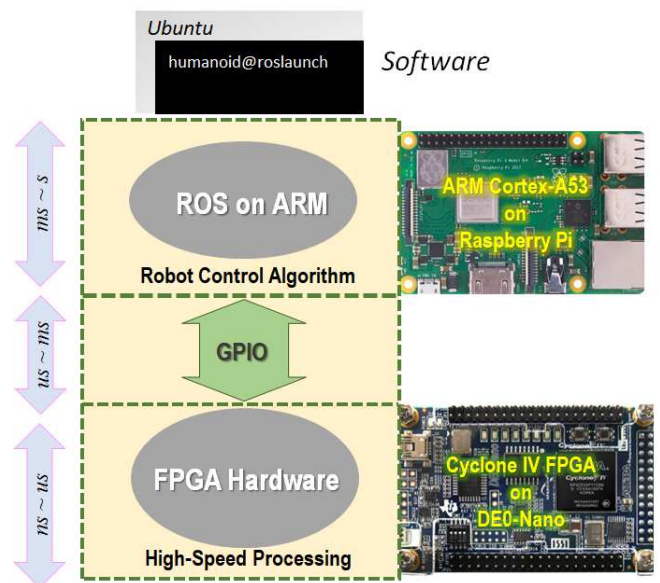 Ubuntu
humanoid@roslaunch
Software
ms ~ s
ROS on ARM
Robot Control Algorithm
ARM Cortex-A53
on
Raspberry Pi
us ~ ms
GPIO
ns ~ us
FPGA Hardware
High-Speed Processing
Cyclone IV FPGA
on
DE0-Nano